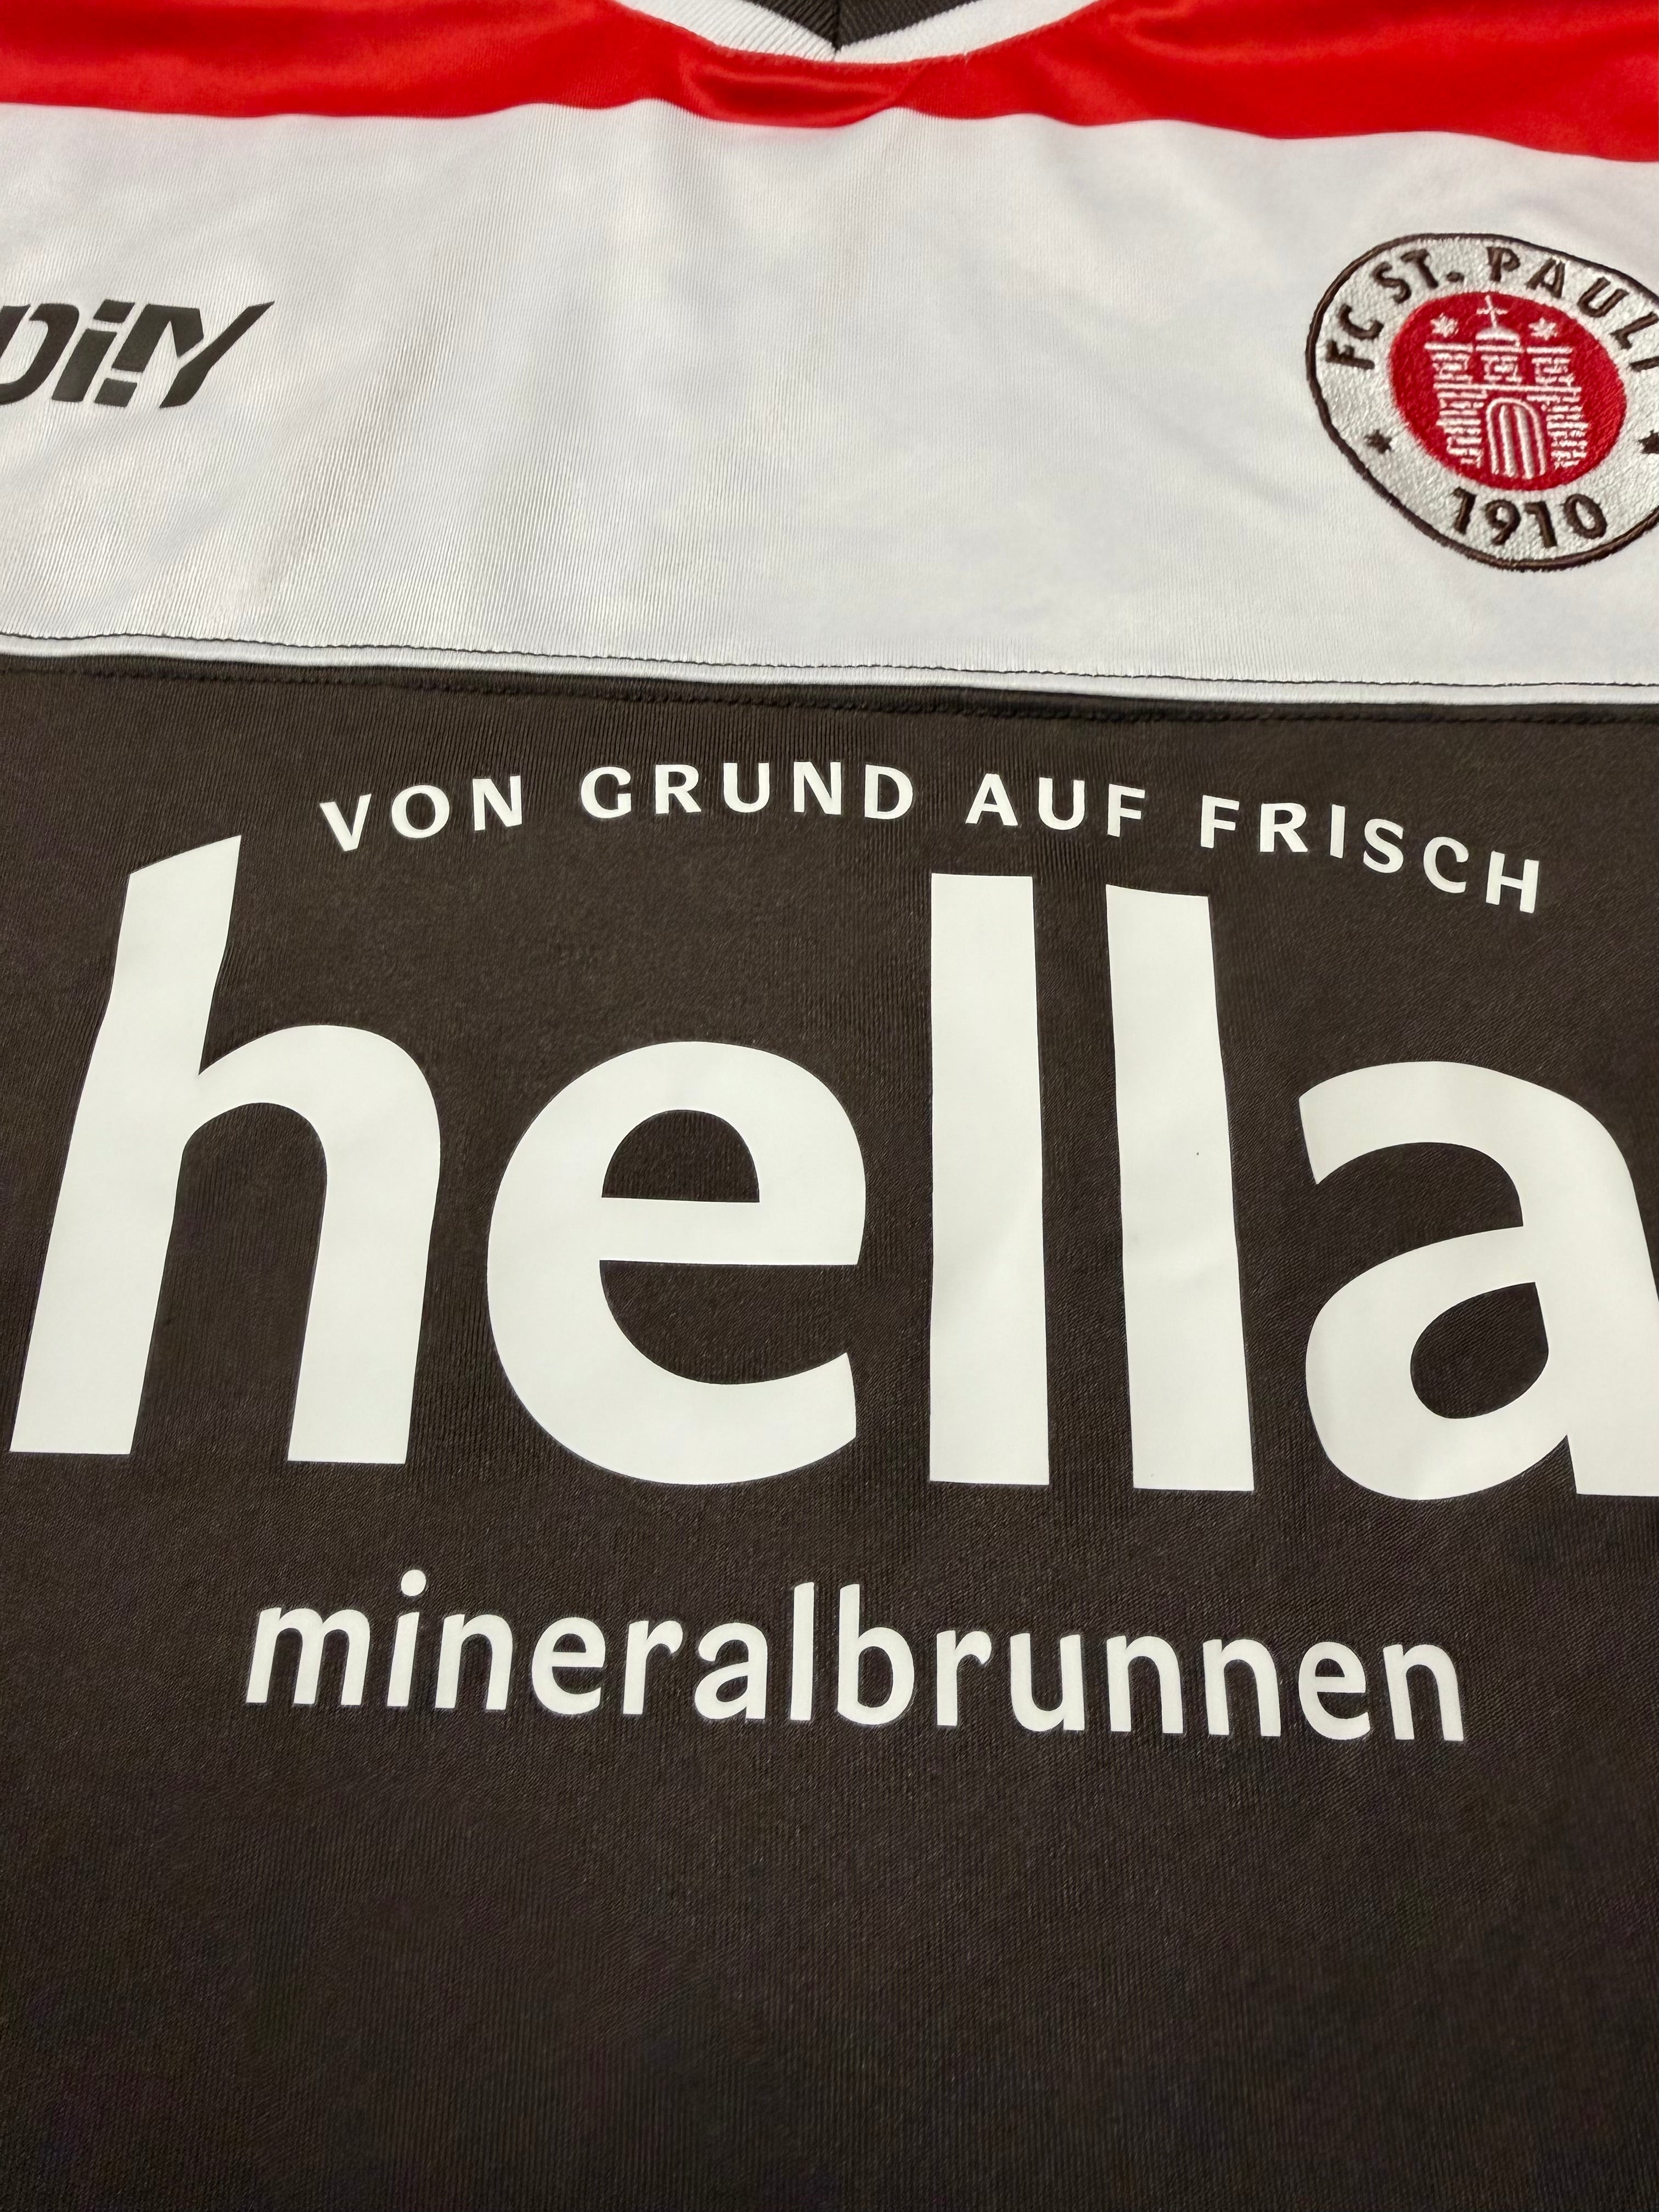 FC ST. PAULI
1910
VON GRUND AUF FRISCH
hella
mineralbrunnen